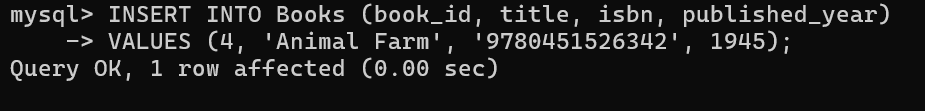 mysql> INSERT INTO Books (book_id, title, isbn, published_year)
    -> VALUES (4, 'Animal Farm', '9780451526342', 1945);
Query OK, 1 row affected (0.00 sec)